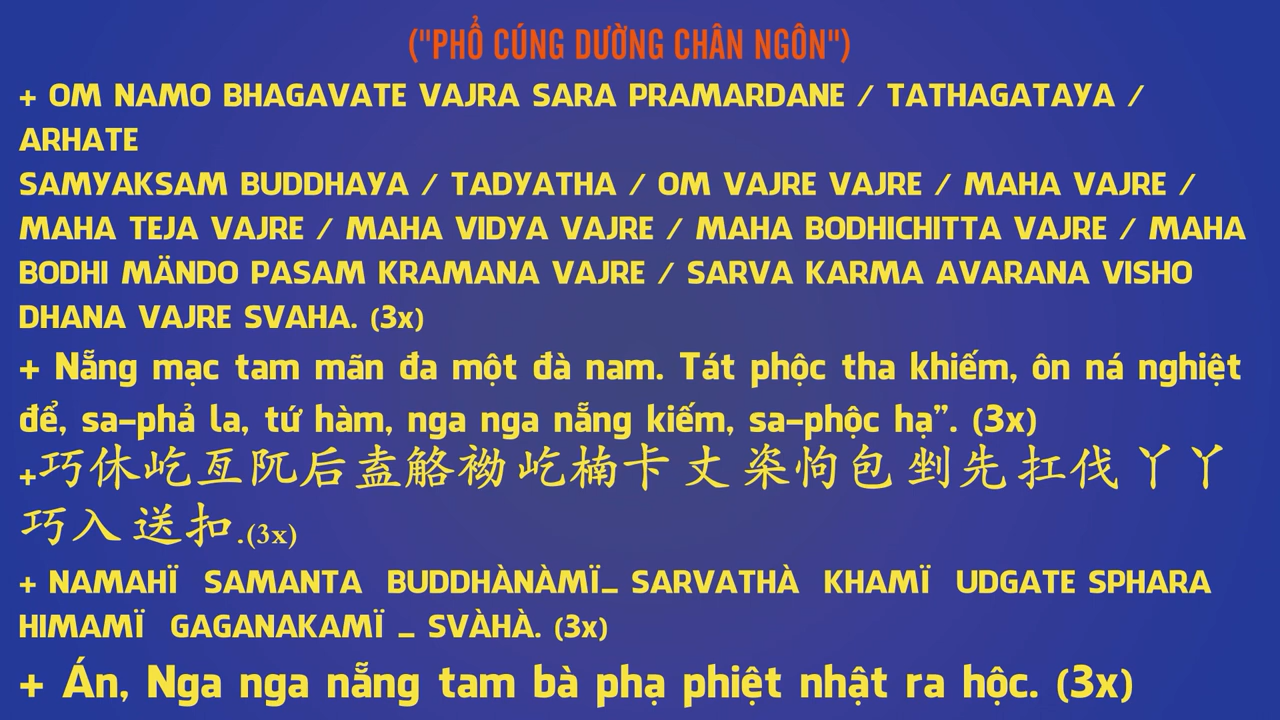 ("PHỔ CÚNG DƯỜNG CHÂN NGÔN")
+ OM NAMO BHAGAVATE VAJRA SARA PRAMARDANE / TATHAGATAYA /
ARHATE
SAMYAKSAM BUDDHAYA / TADYATHA / OM VAJRE VAJRE / MAHA VAJRE /
MAHA TEJA VAJRE / MAHA VIDYA VAJRE / MAHA BODHICHITTA VAJRE / MAHA
BODHI MÄNDO PASAM KRAMANA VAJRE / SARVA KARMA AVARANA VISHO
DHANA VAJRE SVAHA. (3x)
+ Nẵng mạc tam mãn đa một đà nam. Tát phộc tha khiếm, ôn ná nghiệt
để, sa-phả la, tứ hàm, nga nga nẵng kiếm, sa-phộc hạ”. (3x)
+巧休屹亙阢后盍觡袎屹楠卡 丈 桼怐包 剉先 扛伐 丫丫
巧入 送扣.(3x)
+ NAMAHÏ SAMANTA BUDDHÀNÀMÏ_ SARVATHÀ KHAMÏ UDGATE SPHARA
HIMAMÏ GAGANAKAMÏ _ SVÀHÀ. (3x)
+ Án, Nga nga nẵng tam bà phạ phiệt nhật ra hộc. (3x)